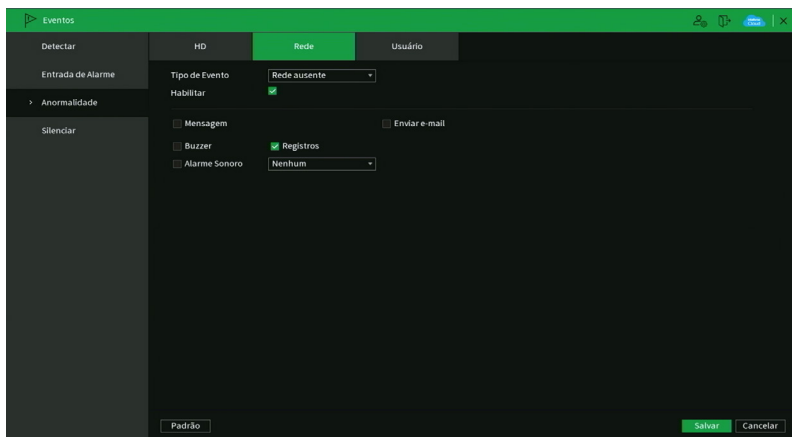 Eventos
Detectar
HD Rede Usuário
Entrada de Alarme
Tipo de Evento Rede ausente
Habilitar
Anormalidade
Mensagem Enviar e-mail
Silenciar
Buzzer Registros
Alarme Sonoro Nenhum
Padrão Salvar Cancelar